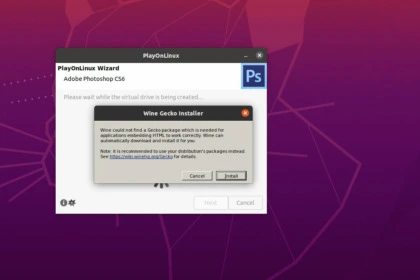 PlayOnLinux
PlayOnLinux Wizard
Adobe Photoshop CS6
Ps
Please wait while the virtual drive is being created...
Wine Gecko Installer
Wine could not find a Gecko package which is needed for
applications embedding HTML to work correctly. Wine can
automatically download and install it for you.
Note: it is recommended to use your distribution's packages instead.
See https://wiki.winehq.org/Gecko for details.
Cancel
Install
Next
Cancel